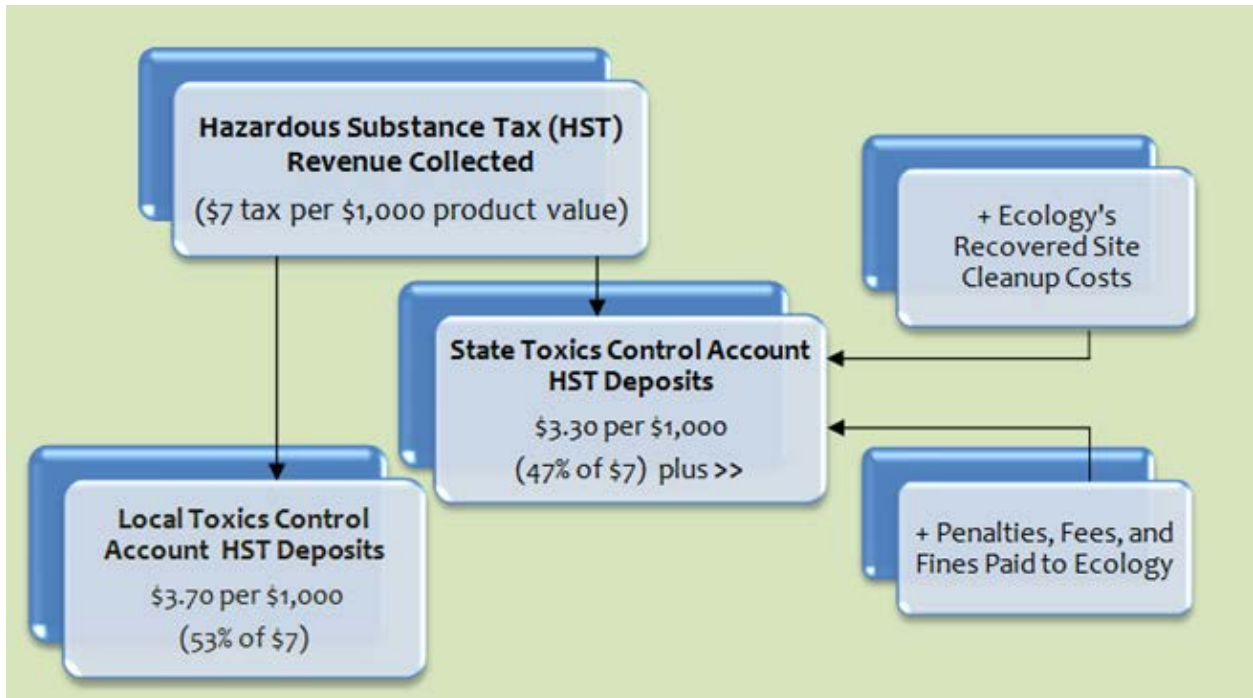 Hazardous Substance Tax (HST)
Revenue Collected
($7 tax per $1,000 product value)
+ Ecology's
Recovered Site
Cleanup Costs
State Toxics Control Account
HST Deposits
$3.30 per $1,000
(47% of $7) plus >>
Local Toxics Control
Account HST Deposits
$3.70 per $1,000
(53% of $7)
+ Penalties, Fees, and
Fines Paid to Ecology